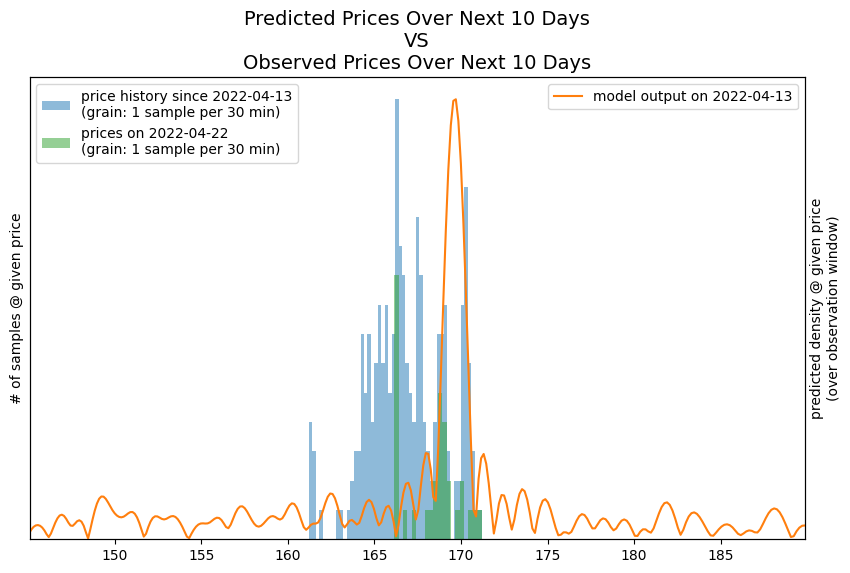 Predicted Prices Over Next 10 Days
VS
Observed Prices Over Next 10 Days
price history since 2022-04-13
(grain: 1 sample per 30 min)
prices on 2022-04-22
(grain: 1 sample per 30 min)
model output on 2022-04-13
# of samples @ given price
predicted density @ given price
(over observation window)
150 155 160 165 170 175 180 185